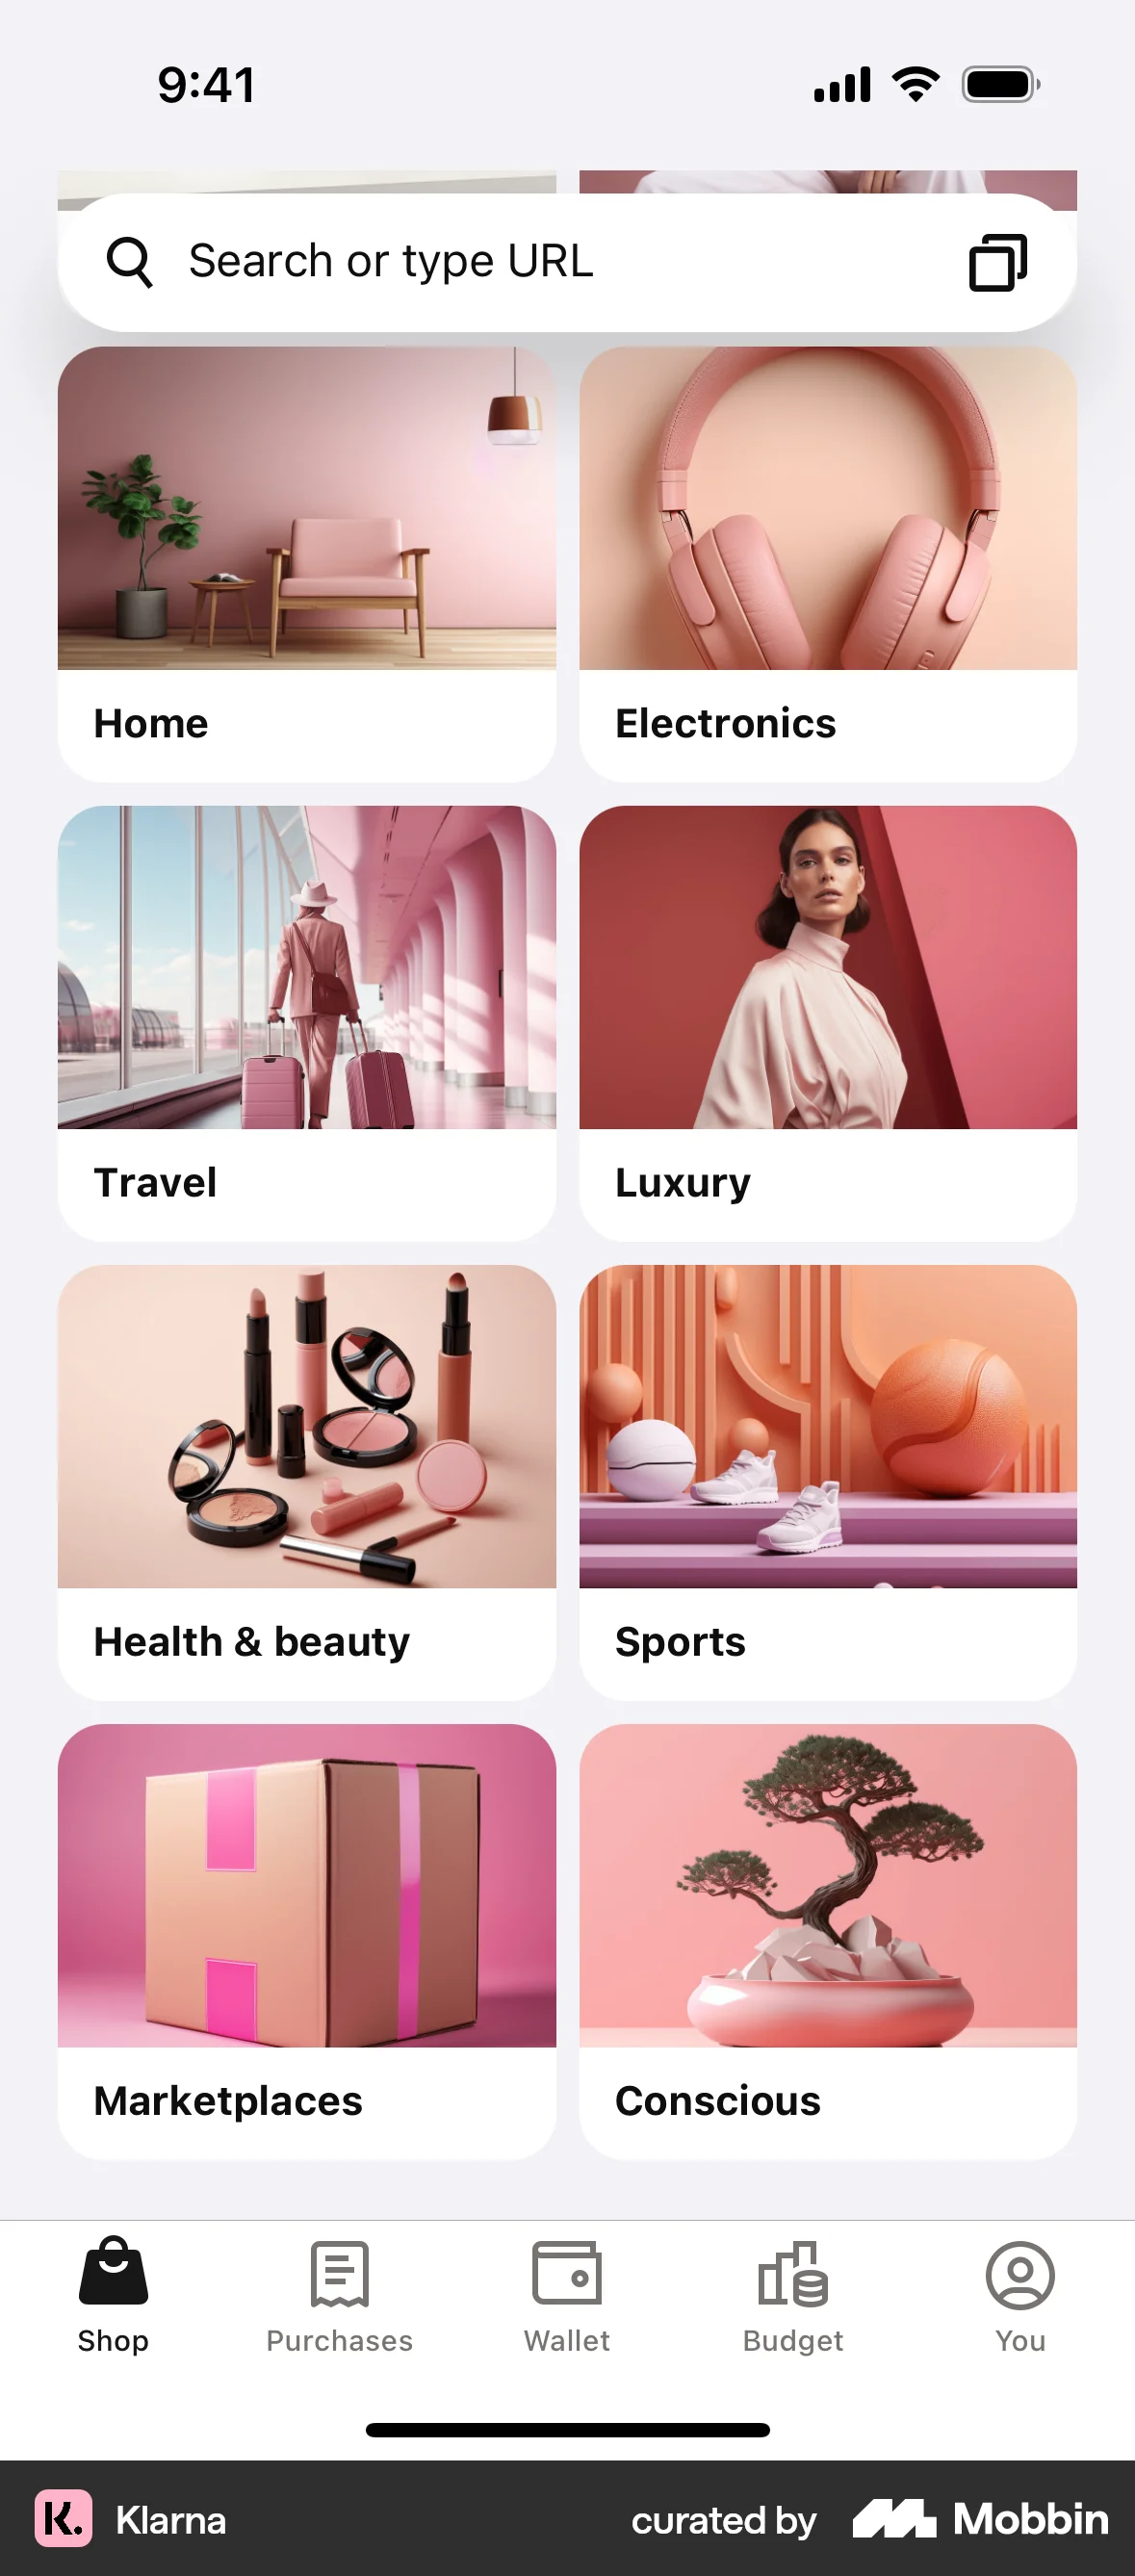 9:41
Search or type URL
Home
Electronics
Travel
Luxury
Health & beauty
Sports
Marketplaces
Conscious
Shop
Purchases
Wallet
Budget
You
K. Klarna
curated by Mobbin